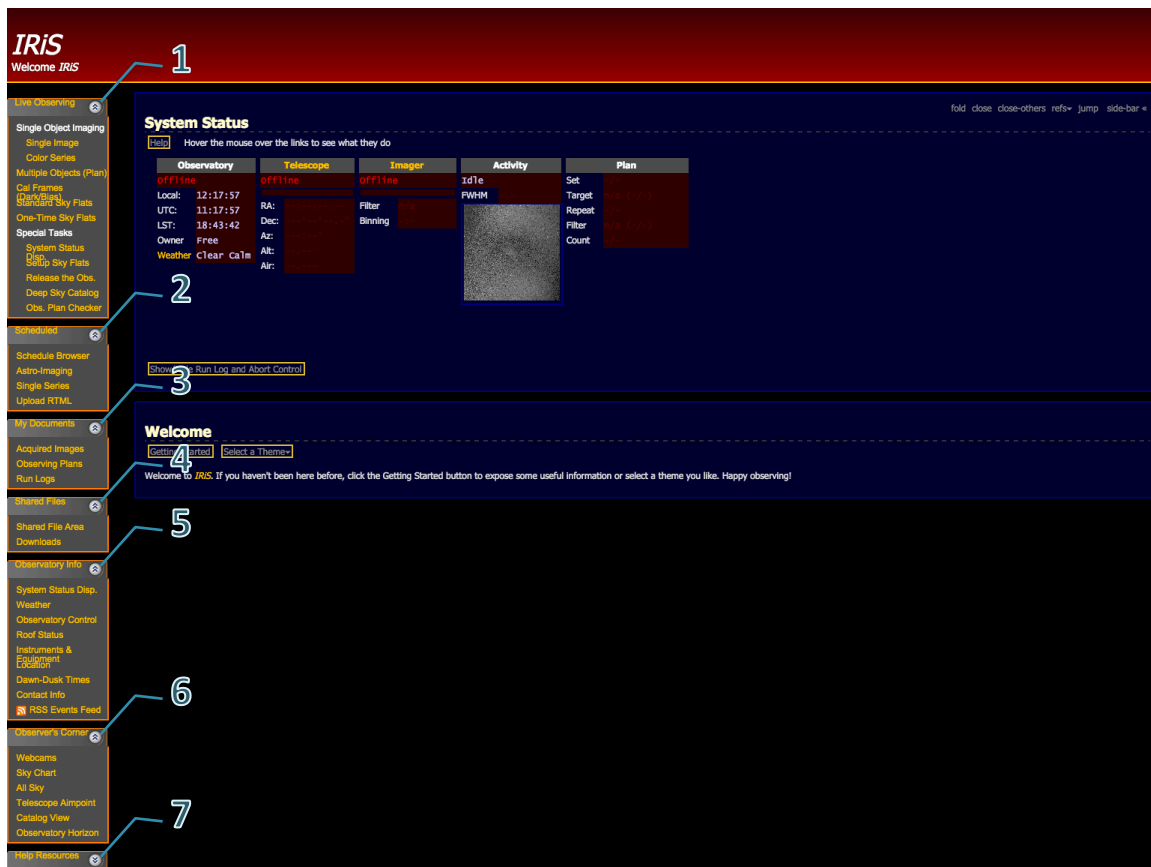 IRiS
Welcome IRiS
1
Live Observing
Single Object Imaging
Single Image
Color Series
Multiple Objects (Plan)
Cal Frames
(Dark/Bias)
Standard Sky Flats
One-Time Sky Flats
Special Tasks
System Status
Disp.
Setup Sky Flats
Release the Obs.
Deep Sky Catalog
Obs. Plan Checker
2
Scheduled
Schedule Browser
Astro-Imaging
Single Series
Upload RTML
3
My Documents
Acquired Images
Observing Plans
Run Logs
4
Shared Files
Shared File Area
Downloads
5
Observatory Info
System Status Disp.
Weather
Observatory Control
Roof Status
Instruments &
Equipment
Location
Dawn-Dusk Times
Contact Info
RSS Events Feed
6
Observer's Corner
Webcams
Sky Chart
All Sky
Telescope Aimpoint
Catalog View
Observatory Horizon
7
Help Resources
fold close close-others refs▾ jump side-bar «
System Status
Help Hover the mouse over the links to see what they do
Observatory Telescope Imager Activity Plan
Offline Offline Offline Idle Set
Local: 12:17:57 FWHM Target n/a (-/-)
UTC: 11:17:57 RA: Filter n/a Repeat
LST: 18:43:42 Dec: Binning Filter n/a (-/-)
Owner Free Az: Count
Weather Clear Calm Alt:
Air:
Run Log and Abort Control
Welcome
Getting Started Select a Theme▾
Welcome to IRiS. If you haven't been here before, click the Getting Started button to expose some useful information or select a theme you like. Happy observing!